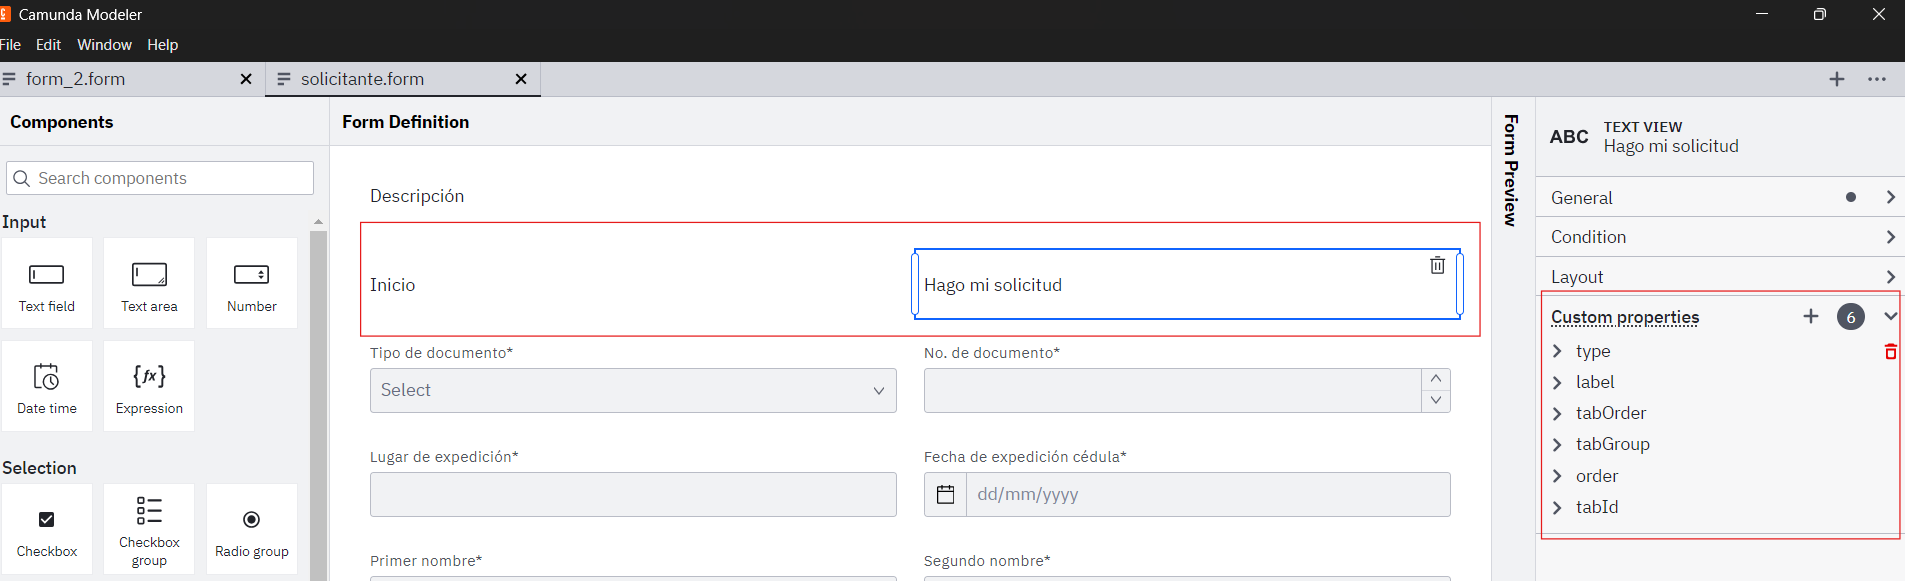 Camunda Modeler
File Edit Window Help
form_2.form
solicitante.form
Components
Search components
Input
Text field
Text area
Number
Date time
Expression
Selection
Checkbox
Checkbox group
Radio group
Form Definition
Descripción
Inicio
Hago mi solicitud
Tipo de documento*
No. de documento*
Select
Lugar de expedición*
Fecha de expedición cédula*
dd/mm/yyyy
Primer nombre*
Segundo nombre*
Form Preview
ABC
TEXT VIEW
Hago mi solicitud
General
Condition
Layout
Custom properties
6
type
label
tabOrder
tabGroup
order
tabId